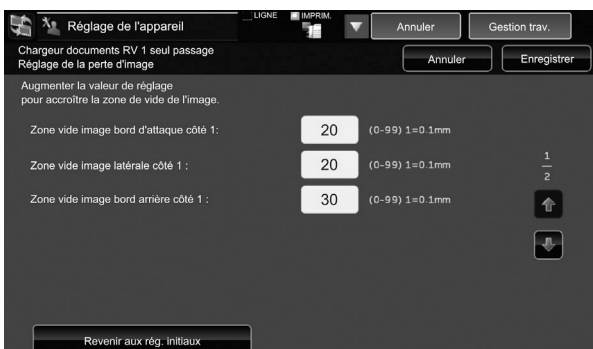 Réglage de l'appareil
LIGNE
IMPRIM.
Annuler
Gestion trav.
Chargeur documents RV 1 seul passage
Réglage de la perte d'image
Annuler
Enregistrer
Augmenter la valeur de réglage
pour accroître la zone de vide de l'image.
Zone vide image bord d'attaque côté 1:
20
(0-99) 1=0.1mm
Zone vide image latérale côté 1 :
20
(0-99) 1=0.1mm
1
2
Zone vide image bord arrière côté 1 :
30
(0-99) 1=0.1mm
Revenir aux rég. initiaux